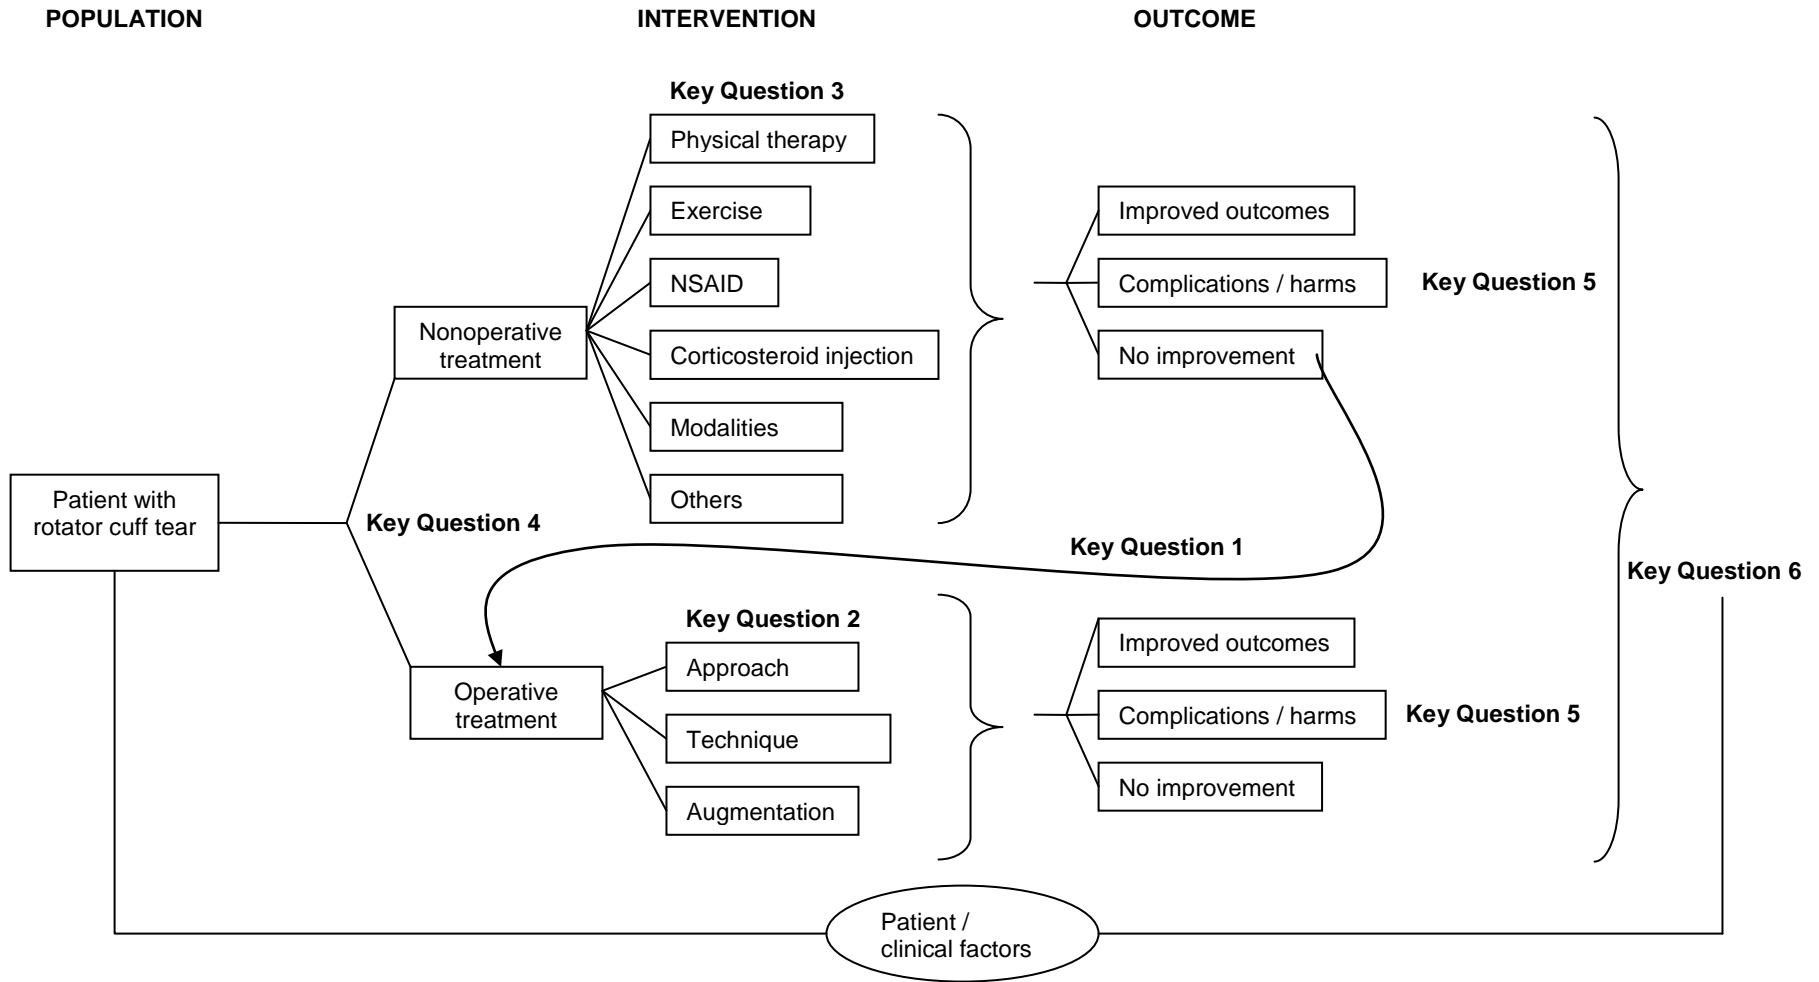 POPULATION
INTERVENTION
OUTCOME
Key Question 3
Physical therapy
Exercise
NSAID
Corticosteroid injection
Modalities
Others
Nonoperative
treatment
Improved outcomes
Complications / harms
Key Question 5
No improvement
Patient with
rotator cuff tear
Key Question 4
Key Question 1
Key Question 6
Key Question 2
Operative
treatment
Approach
Technique
Augmentation
Improved outcomes
Complications / harms
Key Question 5
No improvement
Patient /
clinical factors